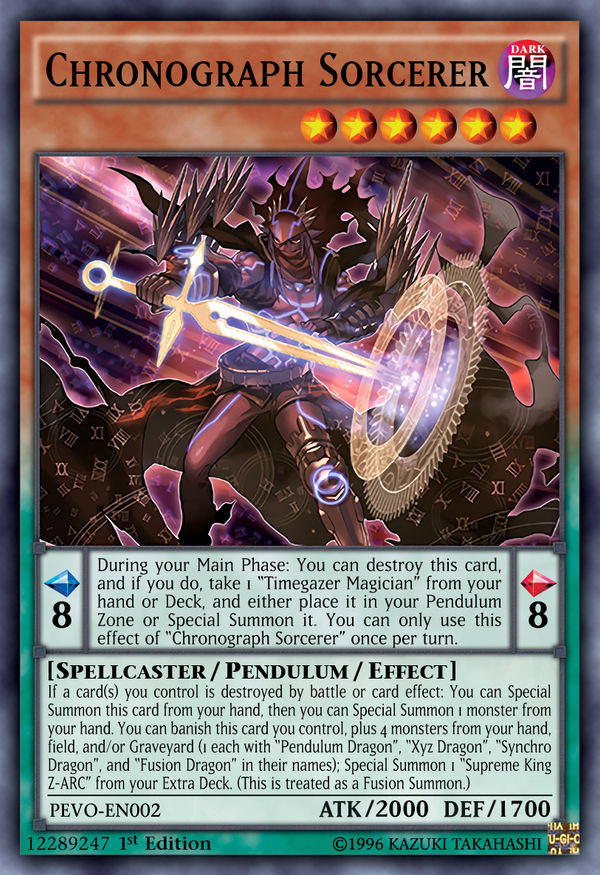 CHRONOGRAPH SORCERER
DARK
闇
During your Main Phase: You can destroy this card,
and if you do, take 1 "Timegazer Magician" from your
hand or Deck, and either place it in your Pendulum
Zone or Special Summon it. You can only use this
effect of "Chronograph Sorcerer" once per turn.
8
8
[SPELLCASTER / PENDULUM / EFFECT]
If a card(s) you control is destroyed by battle or card effect: You can Special
Summon this card from your hand, then you can Special Summon 1 monster from
your hand. You can banish this card you control, plus 4 monsters from your hand,
field, and/or Graveyard (1 each with "Pendulum Dragon", "Xyz Dragon", "Synchro
Dragon", and "Fusion Dragon" in their names); Special Summon 1 "Supreme King
Z-ARC" from your Extra Deck. (This is treated as a Fusion Summon.)
PEVO-EN002 ATK/2000 DEF/1700
12289247 1st Edition ©1996 KAZUKI TAKAHASHI